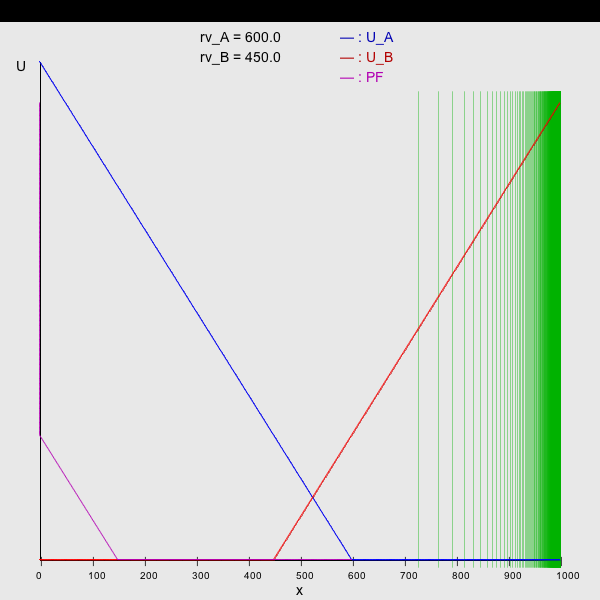 rv_A = 600.0 — : U_A
rv_B = 450.0 — : U_B
— : PF
U
0 100 200 300 400 500 600 700 800 900 1000
x